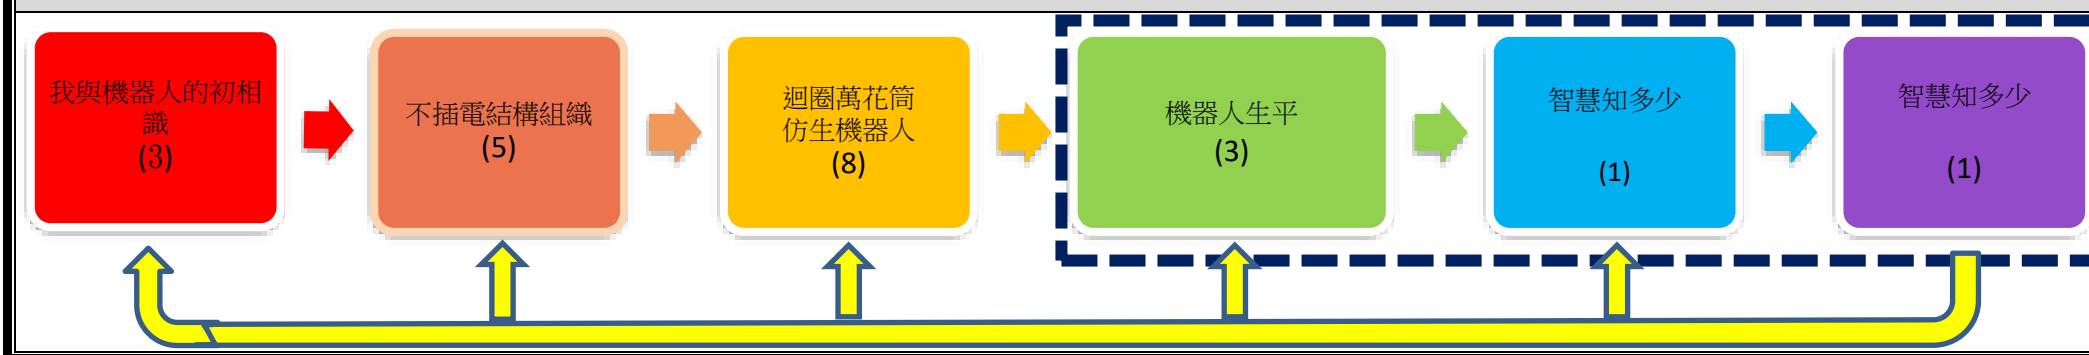 我與機器人的初相
識
(3)
不插電結構組織
(5)
迴圈萬花筒
仿生機器人
(8)
機器人生平
(3)
智慧知多少
(1)
智慧知多少
(1)